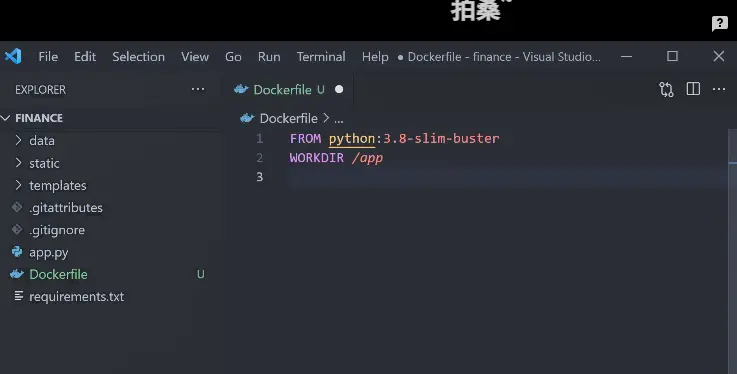 拍桑~
?
File Edit Selection View Go Run Terminal Help ● Dockerfile - finance - Visual Studio...
EXPLORER ...
Dockerfile U ●
FINANCE
Dockerfile > ...
data
static
templates
.gitattributes
.gitignore
app.py
Dockerfile U
requirements.txt
1 FROM python:3.8-slim-buster
2 WORKDIR /app
3